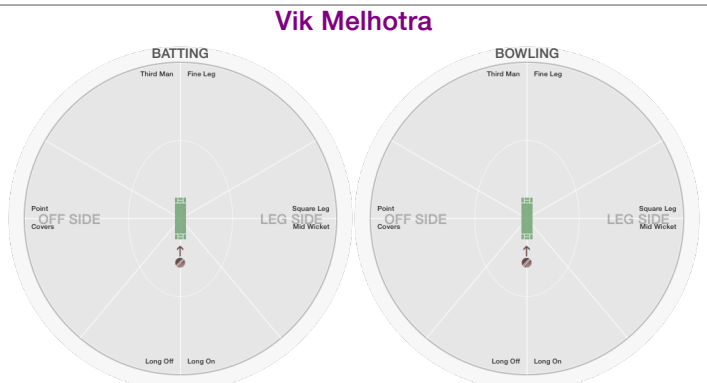 Vik Melhotra
BATTING
BOWLING
Third Man
Fine Leg
Third Man
Fine Leg
Point
Square Leg
Point
Square Leg
OFF SIDE
LEG SIDE
OFF SIDE
LEG SIDE
Covers
Mid Wicket
Covers
Mid Wicket
Long Off
Long On
Long Off
Long On